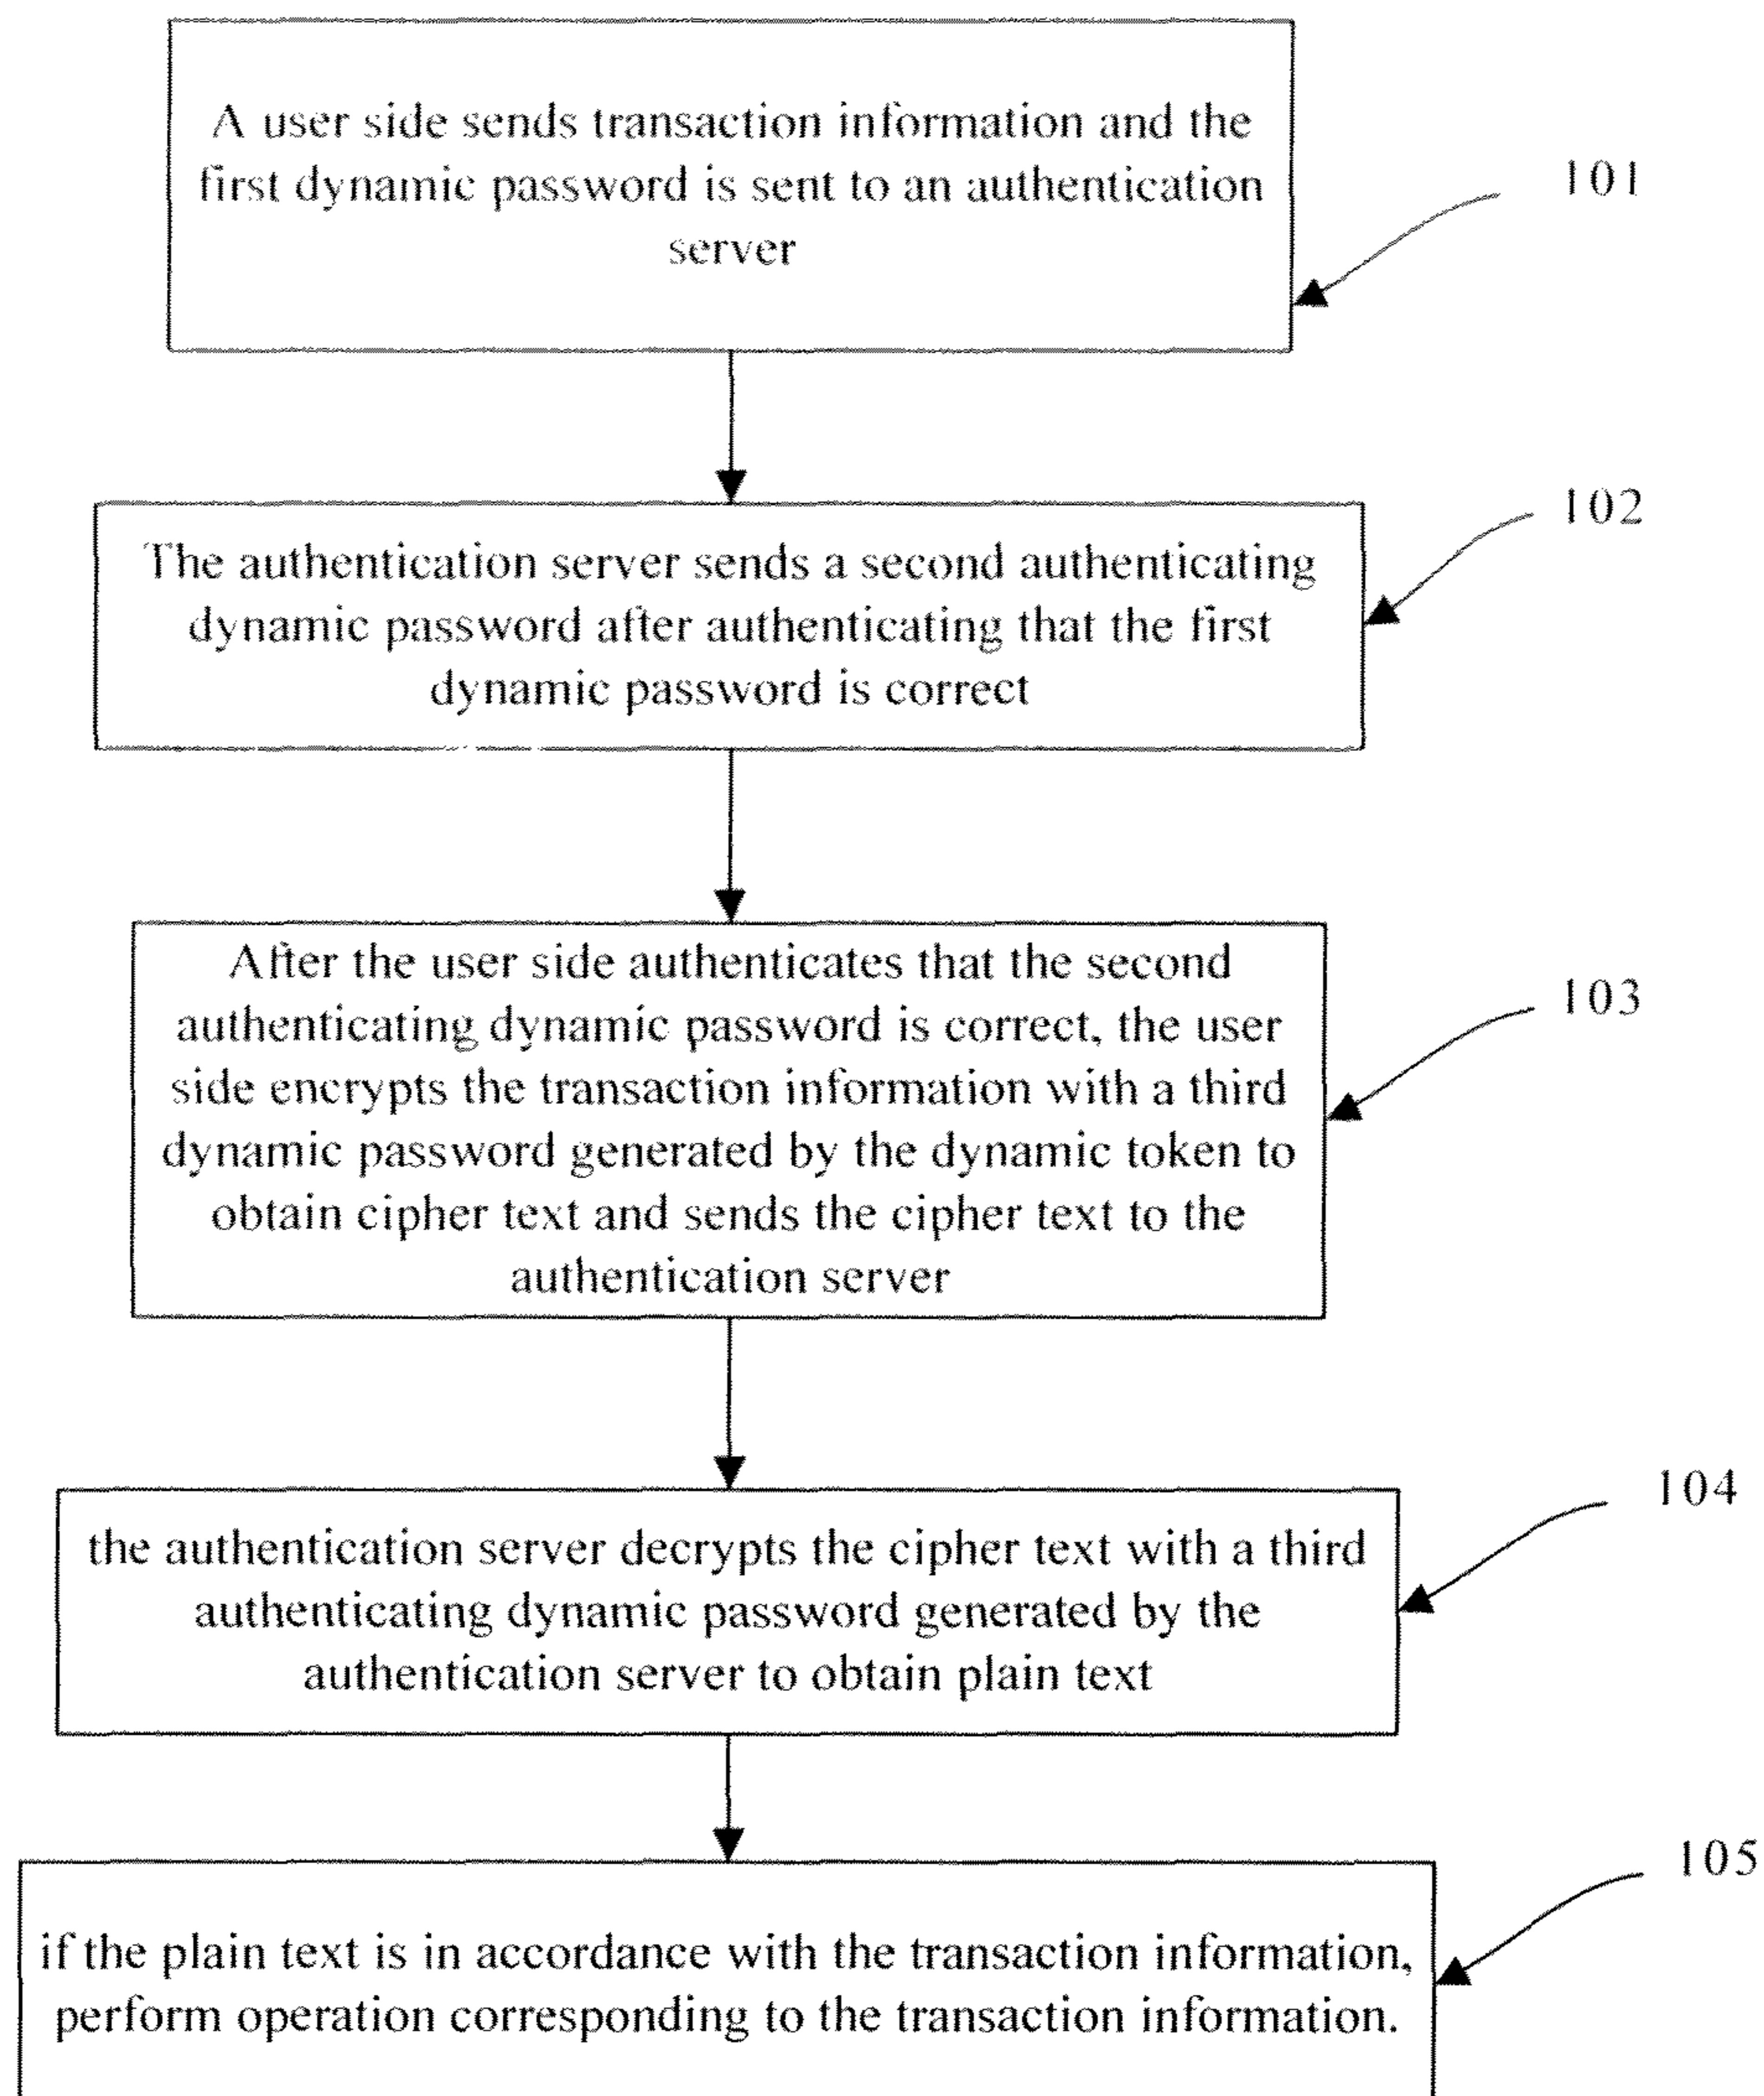 A user side sends transaction information and the
first dynamic password is sent to an authentication
server
101
The authentication server sends a second authenticating
dynamic password after authenticating that the first
dynamic password is correct
102
After the user side authenticates that the second
authenticating dynamic password is correct, the user
side encrypts the transaction information with a third
dynamic password generated by the dynamic token to
obtain cipher text and sends the cipher text to the
authentication server
103
the authentication server decrypts the cipher text with a third
authenticating dynamic password generated by the
authentication server to obtain plain text
104
if the plain text is in accordance with the transaction information,
perform operation corresponding to the transaction information.
105